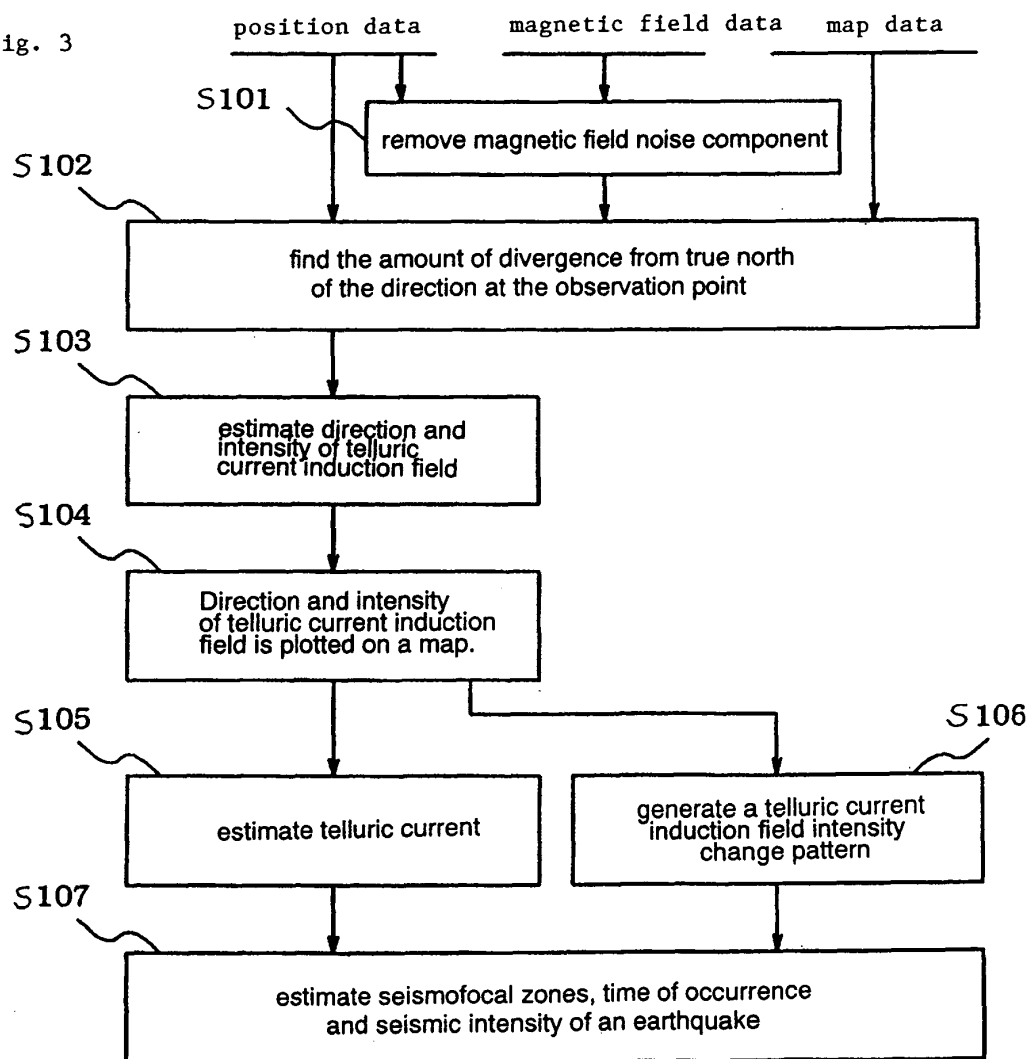 ig. 3
position data
magnetic field data
map data
S101
remove magnetic field noise component
S102
find the amount of divergence from true north
of the direction at the observation point
S103
estimate direction and
intensity of telluric
current induction field
S104
Direction and intensity
of telluric current induction
field is plotted on a map.
S105
estimate telluric current
S106
generate a telluric current
induction field intensity
change pattern
S107
estimate seismofocal zones, time of occurrence
and seismic intensity of an earthquake